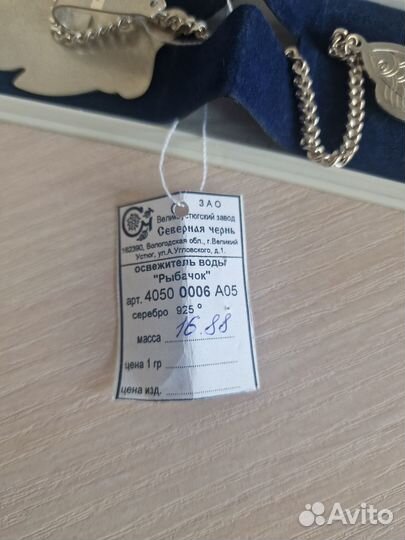 ЗАО
Великоустюгский завод
Северная чернь
162390, Вологодская обл., г.Великий
Устюг, ул.А.Угловского, д.1.
освежитель воды
"Рыбачок"
арт. 4050 0006 А05
серебро 925°
масса 16.88
цена 1 гр
цена изд.
Avito